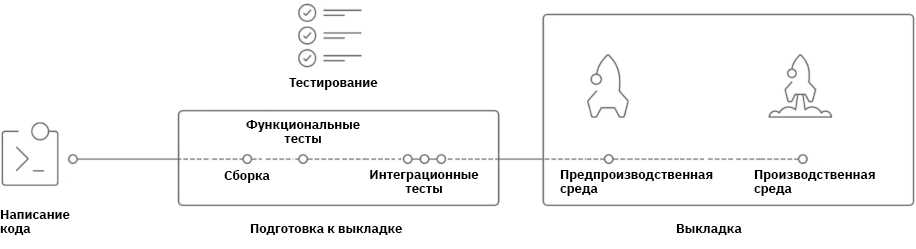 Тестирование
Функциональные
тесты
Сборка
Интеграционные
тесты
Предпроизводственная
среда
Производственная
среда
Написание
кода
Подготовка к выкладке
Выкладка